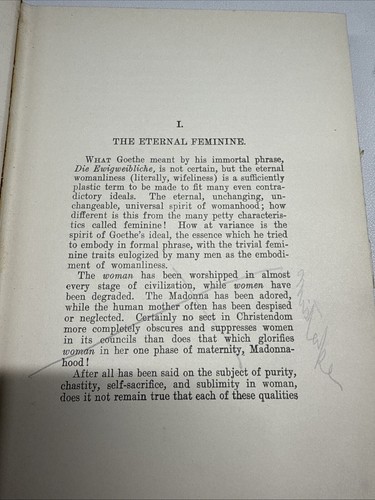 I.
THE ETERNAL FEMININE.
WHAT Goethe meant by his immortal phrase,
Die Ewigweibliche, is not certain, but the eternal
womanliness (literally, wifeliness) is a sufficiently
plastic term to be made to fit many even contra-
dictory ideals. The eternal, unchanging, un-
changeable, universal spirit of womanhood; how
different is this from the many petty characteris-
tics called feminine! How at variance is the
spirit of Goethe's ideal, the essence which he tried
to embody in formal phrase, with the trivial femi-
nine traits eulogized by many men as the embodi-
ment of womanliness.
The woman has been worshipped in almost
every stage of civilization, while women have
been degraded. The Madonna has been adored,
while the human mother often has been despised
or neglected. Certainly no sect in Christendom
more completely obscures and suppresses women
in its councils than does that which glorifies
woman in her one phase of maternity, Madonna-
hood!
After all has been said on the subject of purity,
chastity, self-sacrifice, and sublimity in woman,
does it not remain true that each of these qualities